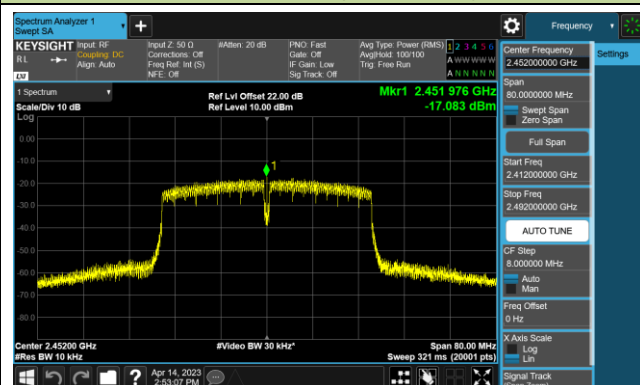 Spectrum Analyzer 1
Swept SA
Frequency
KEYSIGHT
R L
LXI
Input: RF
Coupling: DC
Align: Auto
Input Z: 50 Ω
Corrections: Off
Freq Ref: Int (S)
NFE: Off
#Atten: 20 dB
PNO: Fast
Gate: Off
IF Gain: Low
Sig Track: Off
Avg Type: Power (RMS)
Avg|Hold: 100/100
Trig: Free Run
1 2 3 4 5 6
A W W W W W
A N N N N N
1 Spectrum
Scale/Div 10 dB
Log
Ref Lvl Offset 22.00 dB
Ref Level 10.00 dBm
Mkr1 2.451 976 GHz
-17.083 dBm
1
0.00
-10.0
-20.0
-30.0
-40.0
-50.0
-60.0
-70.0
-80.0
Center 2.45200 GHz
#Res BW 10 kHz
#Video BW 30 kHz*
Span 80.00 MHz
Sweep 321 ms (20001 pts)
Apr 14, 2023
2:53:07 PM
Center Frequency
2.452000000 GHz
Settings
Span
80.0000000 MHz
Swept Span
Zero Span
Full Span
Start Freq
2.412000000 GHz
Stop Freq
2.492000000 GHz
AUTO TUNE
CF Step
8.000000 MHz
Auto
Man
Freq Offset
0 Hz
X Axis Scale
Log
Lin
Signal Track
(Span Zoom)